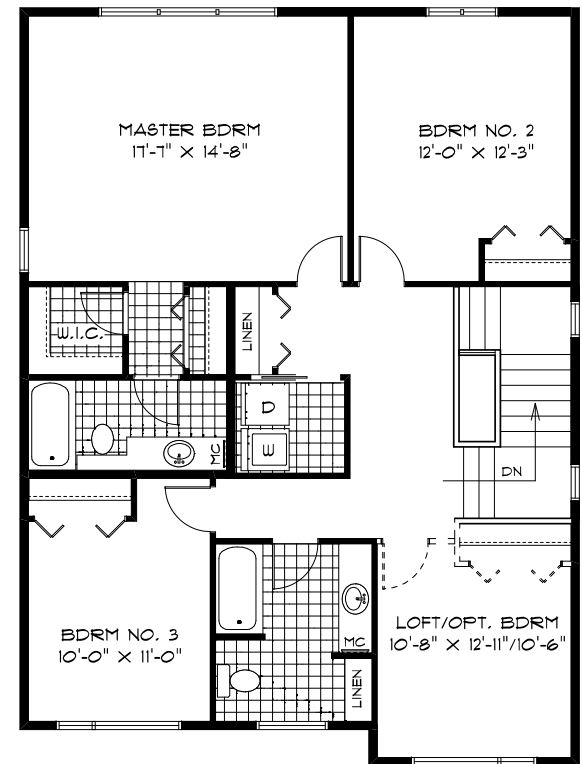 MASTER BDRM
17'-7" X 14'-8"
BDRM NO. 2
12'-0" X 12'-3"
W.I.C.
LINEN
D
W
MC
DN
BDRM NO. 3
10'-0" X 11'-0"
LOFT/OPT. BDRM
10'-8" X 12'-11"/10'-6"
MC
LINEN